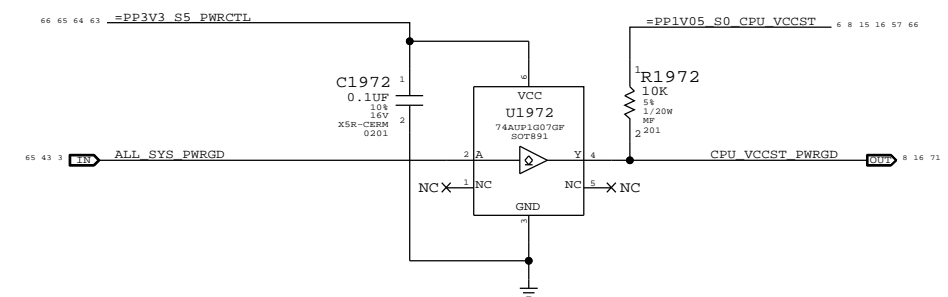 66 65 64 63 =PP3V3_S5_PWRCTL
=PP1V05_S0_CPU_VCCST 6 8 15 16 57 66
C1972 1
0.1UF
10%
16V
X5R-CERM 2
0201
6
VCC
U1972
74AUP1G07GF
SOT891
1 R1972
10K
5%
1/20W
MF
2 201
65 43 3 IN ALL_SYS_PWRGD
2 A Y 4
CPU_VCCST_PWRGD OUT 8 16 71
NC 1 NC NC 5 NC
GND
3